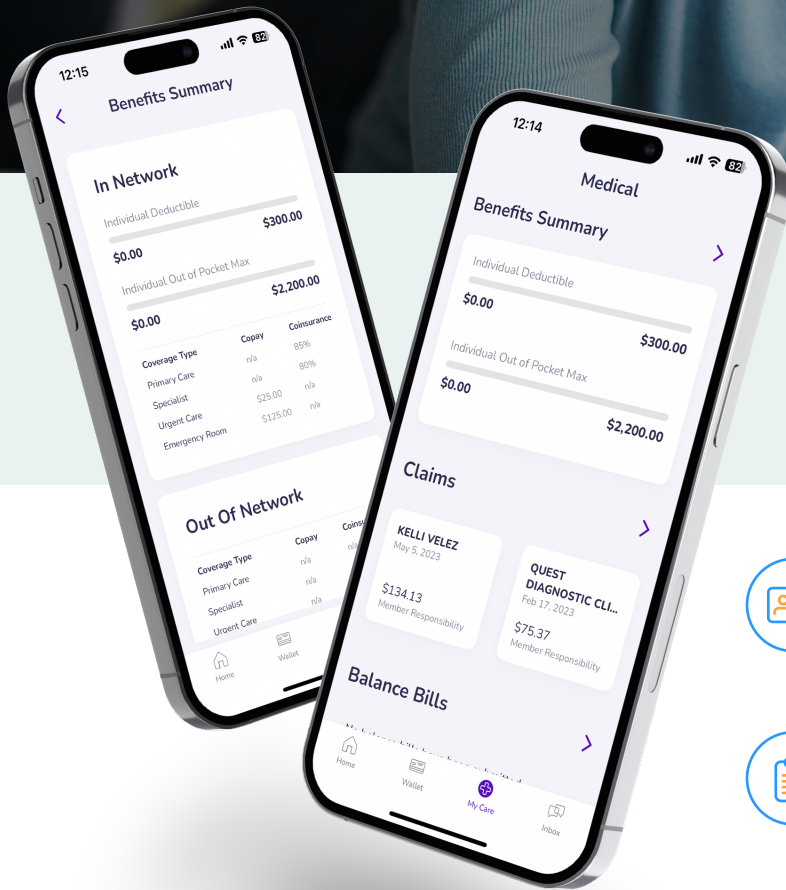 12:15
82
Benefits Summary
In Network
Individual Deductible
$0.00 $300.00
Individual Out of Pocket Max
$0.00 $2,200.00
Coverage Type Copay Coinsurance
Primary Care n/a 85%
Specialist n/a 80%
Urgent Care $25.00 n/a
Emergency Room $125.00 n/a
Out Of Network
Coverage Type Copay
Primary Care n/a
Specialist n/a
Urgent Care n/a
Home Wallet
12:14
82
Medical
Benefits Summary
Individual Deductible
$0.00 $300.00
Individual Out of Pocket Max
$0.00 $2,200.00
Claims
KELLI VELEZ
May 5, 2023
$134.13
Member Responsibility
QUEST
DIAGNOSTIC CLI...
Feb 17, 2023
$75.37
Member Responsibility
Balance Bills
Home Wallet My Care Inbox